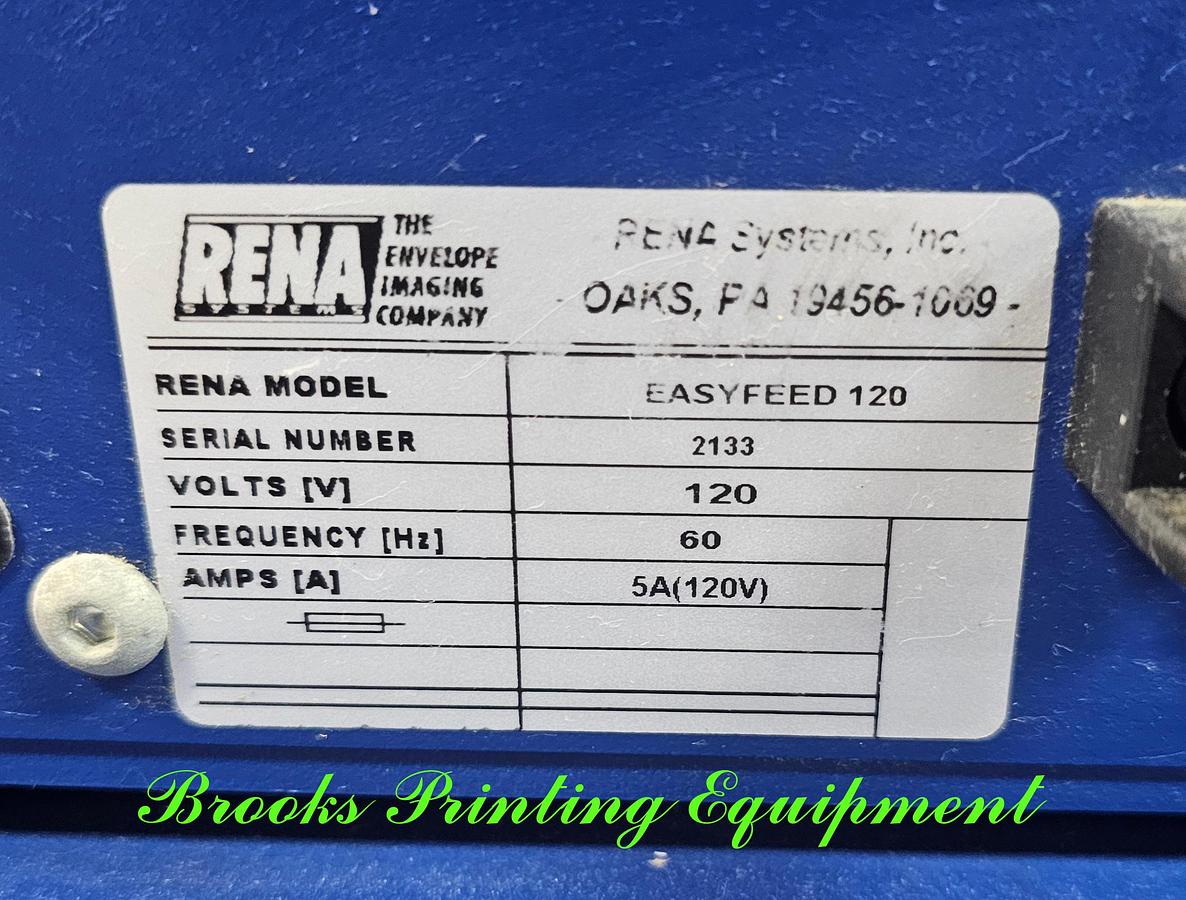 RENA
SYSTEMS
THE
ENVELOPE
IMAGING
COMPANY
RENA Systems, Inc.
- OAKS, PA 19456-1069 -
RENA MODEL EASYFEED 120
SERIAL NUMBER 2133
VOLTS [V] 120
FREQUENCY [Hz] 60
AMPS [A] 5A(120V)
Brooks Printing Equipment